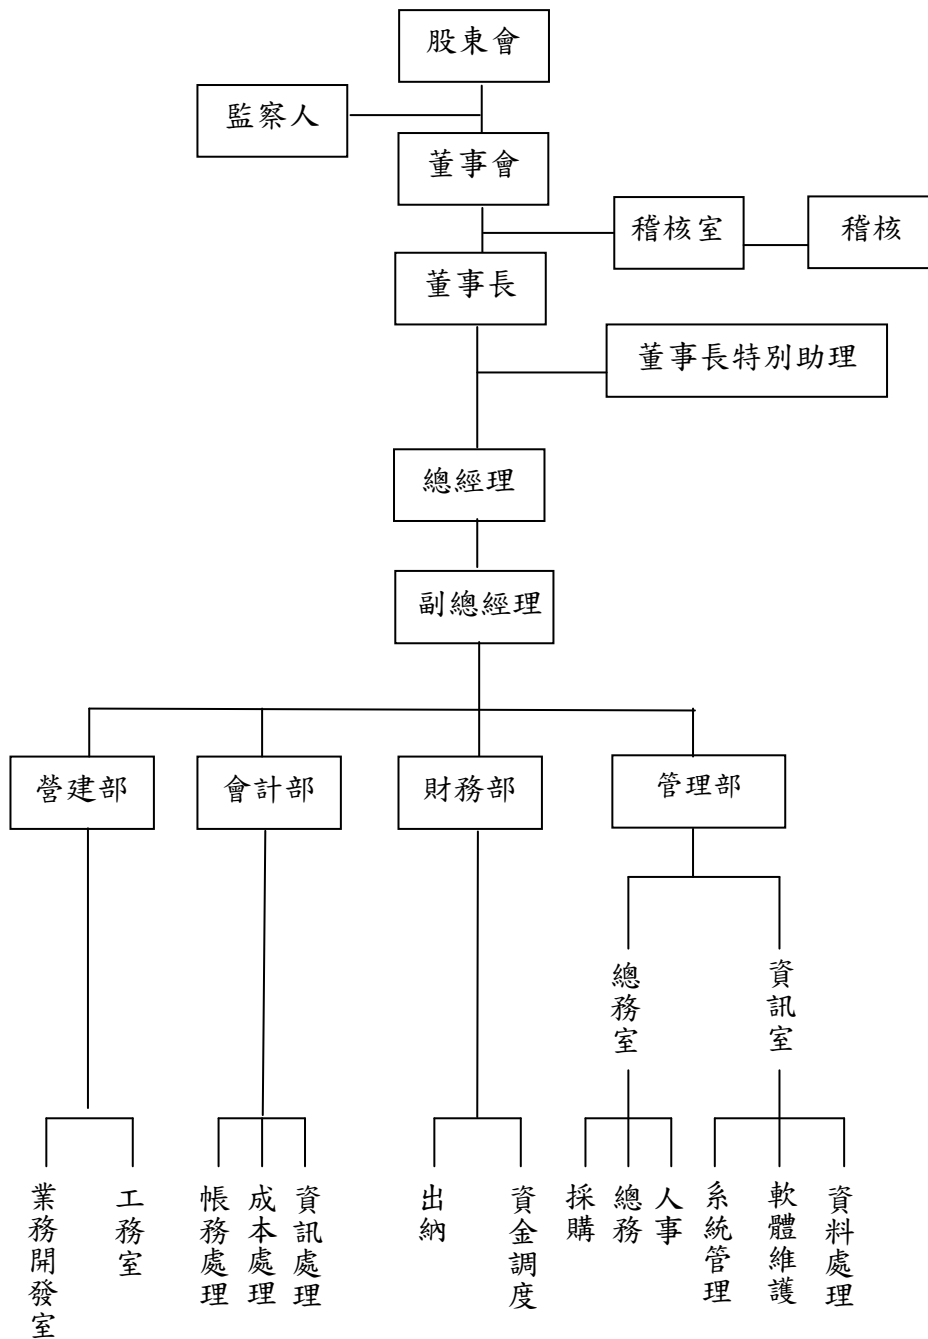 股東會
監察人
董事會
稽核室
稽核
董事長
董事長特別助理
總經理
副總經理
營建部
會計部
財務部
管理部
總務室
資訊室
業務開發室
工務室
帳務處理
成本處理
資訊處理
出納
資金調度
採購
總務
人事
系統管理
軟體維護
資料處理